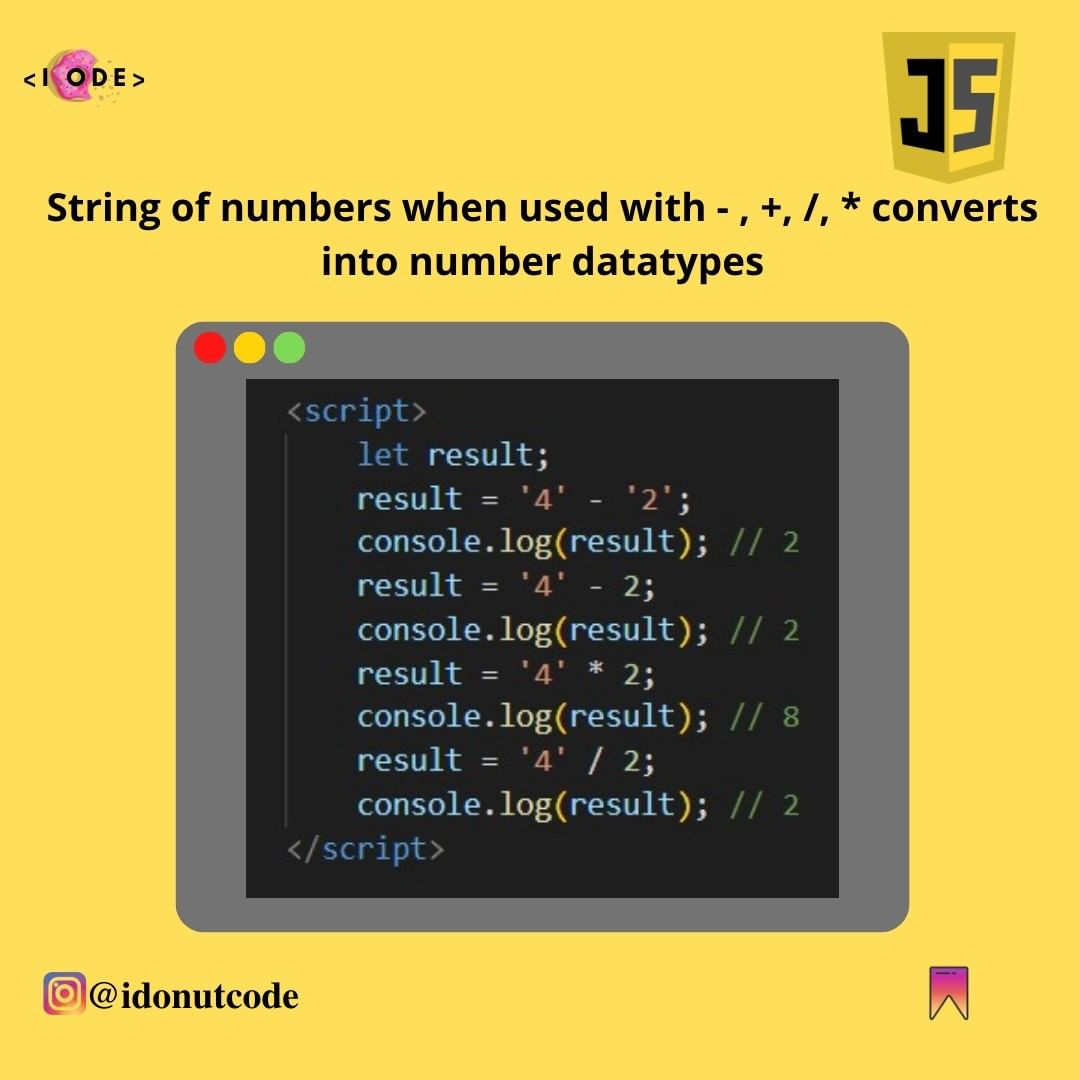 <I ODE>
JS
String of numbers when used with - , +, /, * converts
into number datatypes
<script>
let result;
result = '4' - '2';
console.log(result); // 2
result = '4' - 2;
console.log(result); // 2
result = '4' * 2;
console.log(result); // 8
result = '4' / 2;
console.log(result); // 2
</script>
@idonutcode